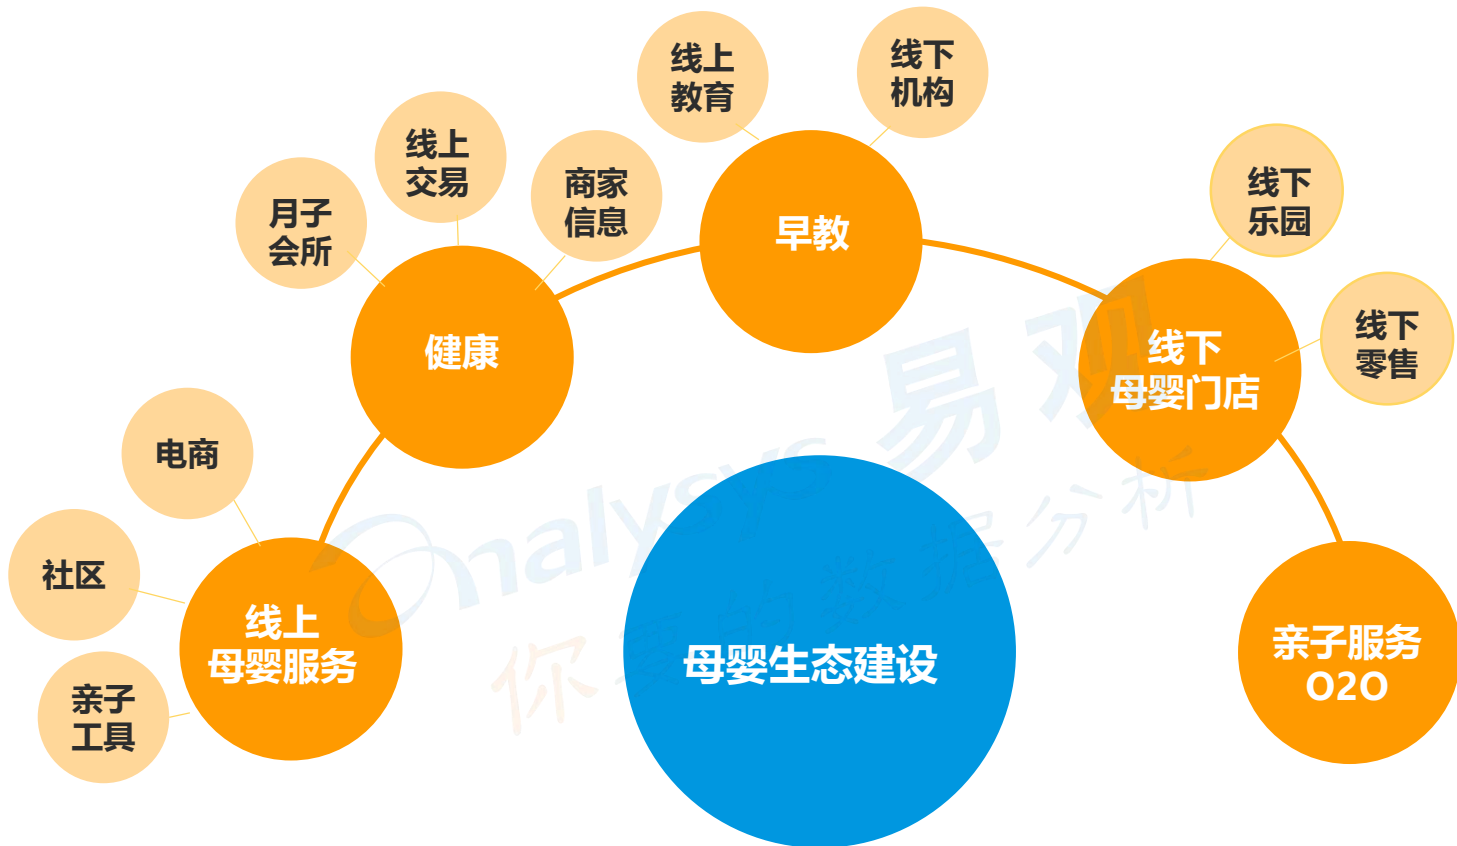 线上
教育
线下
机构
线上
交易
商家
信息
月子
会所
早教
线下
乐园
健康
线下
母婴门店
线下
零售
电商
社区
亲子
工具
线上
母婴服务
母婴生态建设
亲子服务
O2O
analysys 易观
你要的数据分析